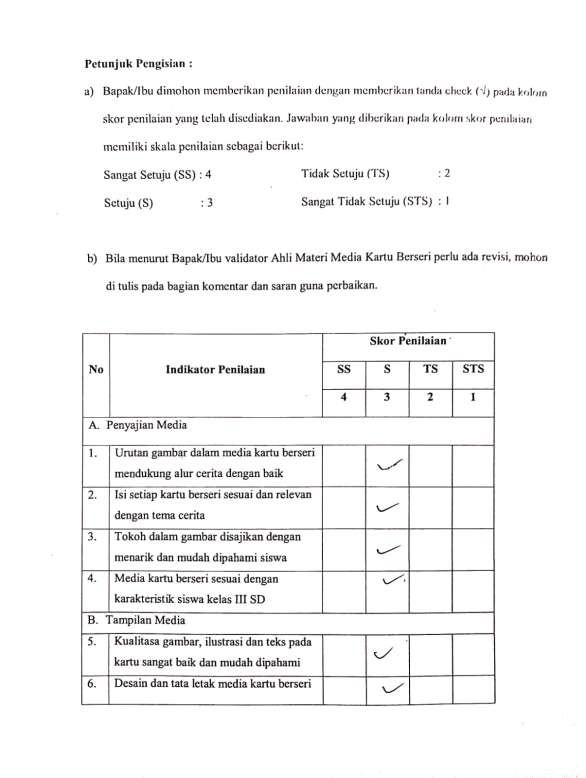 Petunjuk Pengisian :
a) Bapak/Ibu dimohon memberikan penilaian dengan memberikan tanda check (√) pada kolom
skor penilaian yang telah disediakan. Jawaban yang diberikan pada kolom skor penilaian
memiliki skala penilaian sebagai berikut:
Sangat Setuju (SS) : 4 Tidak Setuju (TS) : 2
Setuju (S) : 3 Sangat Tidak Setuju (STS) : 1
b) Bila menurut Bapak/Ibu validator Ahli Materi Media Kartu Berseri perlu ada revisi, mohon
di tulis pada bagian komentar dan saran guna perbaikan.
Skor Penilaian
No Indikator Penilaian SS S TS STS
4 3 2 1
A. Penyajian Media
1. Urutan gambar dalam media kartu berseri
mendukung alur cerita dengan baik ✓
2. Isi setiap kartu berseri sesuai dan relevan
dengan tema cerita ✓
3. Tokoh dalam gambar disajikan dengan
menarik dan mudah dipahami siswa ✓
4. Media kartu berseri sesuai dengan ✓
karakteristik siswa kelas III SD
B. Tampilan Media
5. Kualitasa gambar, ilustrasi dan teks pada
kartu sangat baik dan mudah dipahami ✓
6. Desain dan tata letak media kartu berseri ✓